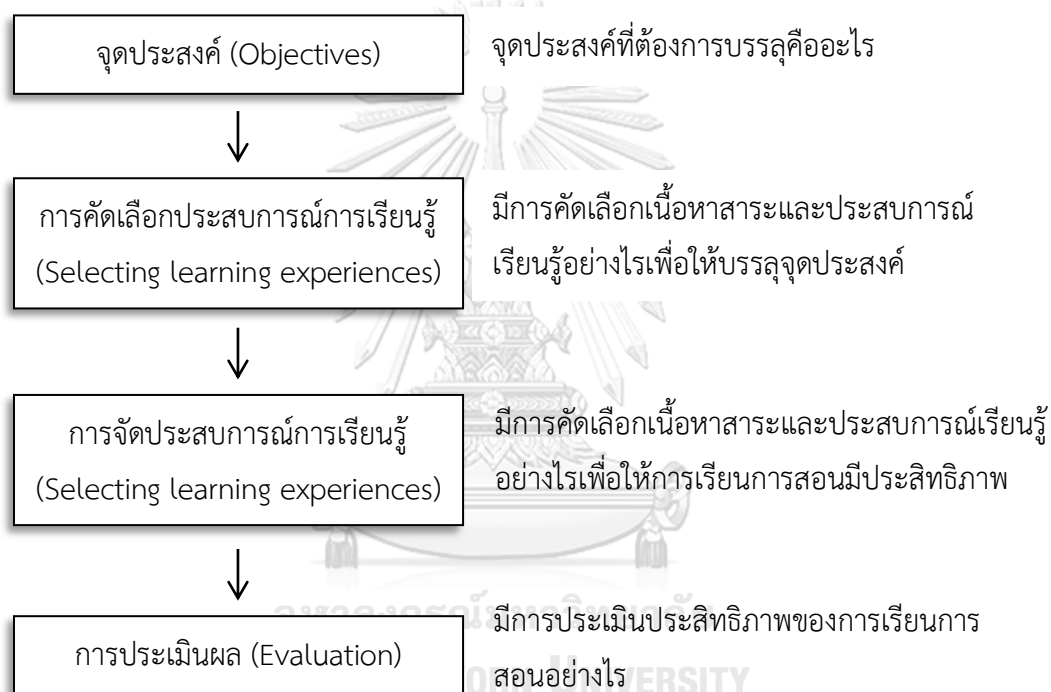 จุดประสงค์ (Objectives)
จุดประสงค์ที่ต้องการบรรลุคืออะไร
การคัดเลือกประสบการณ์การเรียนรู้
(Selecting learning experiences)
มีการคัดเลือกเนื้อหาสาระและประสบการณ์
เรียนรู้อย่างไรเพื่อให้บรรลุจุดประสงค์
การจัดประสบการณ์การเรียนรู้
(Selecting learning experiences)
มีการคัดเลือกเนื้อหาสาระและประสบการณ์เรียนรู้
อย่างไรเพื่อให้การเรียนการสอนมีประสิทธิภาพ
การประเมินผล (Evaluation)
มีการประเมินประสิทธิภาพของการเรียนการ
สอนอย่างไร
UNIVERSITY